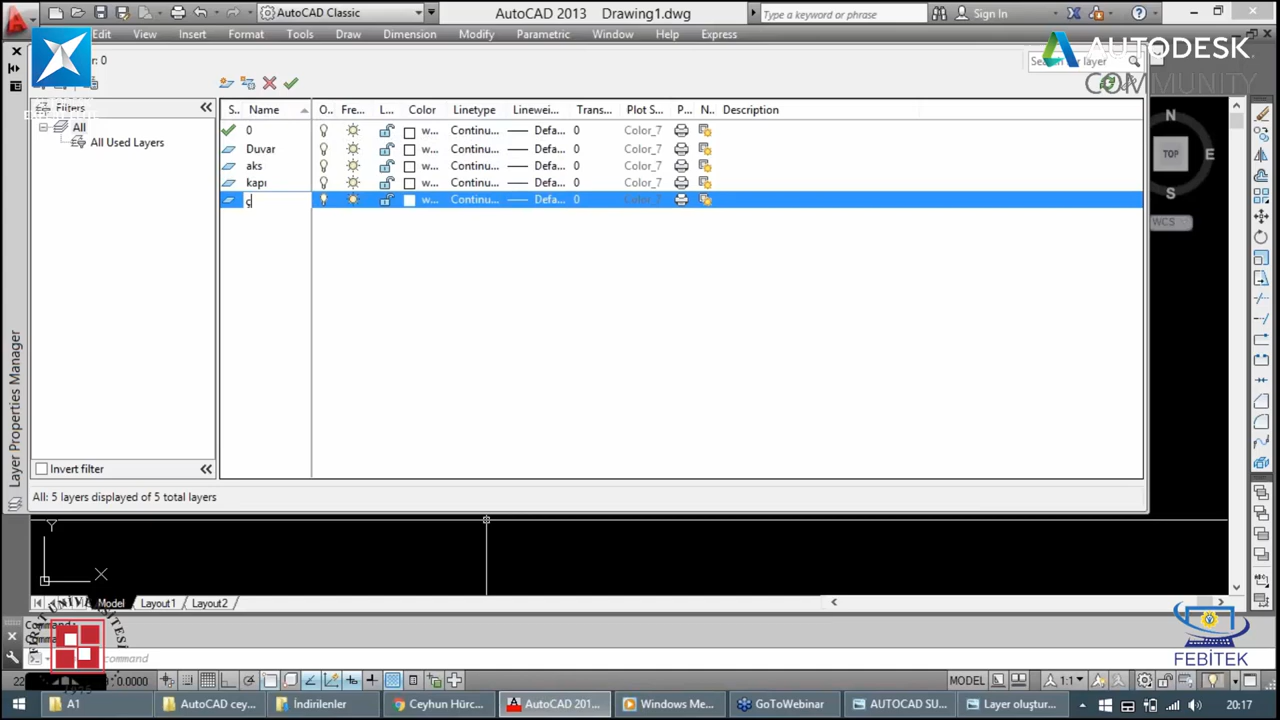 AutoCAD Classic
AutoCAD 2013 Drawing1.dwg
Type a keyword or phrase
Sign In
Edit View Insert Format Tools Draw Dimension Modify Parametric Window Help Express
AUTODESK
COMMUNITY
Filters
All
All Used Layers
Invert filter
S.. Name O.. Fre... L... Color Linetype Linewei... Trans... Plot S... P... N.. Description
0 w... Continu... Defa... 0 Color_7
Duvar w... Continu... Defa... 0 Color_7
aks w... Continu... Defa... 0 Color_7
kapı w... Continu... Defa... 0 Color_7
ç w... Continu... Defa... 0 Color_7
All: 5 layers displayed of 5 total layers
Layer Properties Manager
N
TOP
E
S
WCS
Y
X
Model Layout1 Layout2
FEBİTEK
1975
0.0000
MODEL
1:1
A1
AutoCAD cey...
İndirilenler
Ceyhun Hürc...
AutoCAD 201...
Windows Me...
GoToWebinar
AUTOCAD SU...
Layer oluştur...
20:17